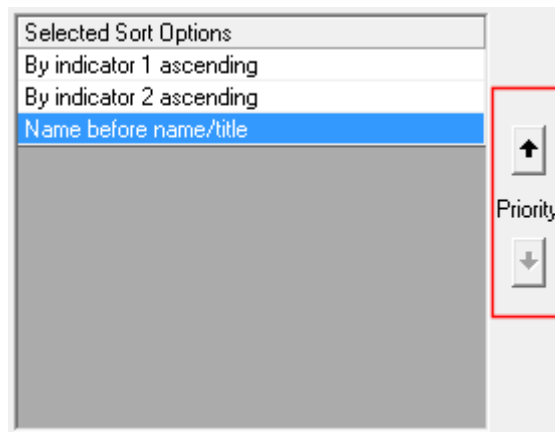 Selected Sort Options
By indicator 1 ascending
By indicator 2 ascending
Name before name/title
Priority